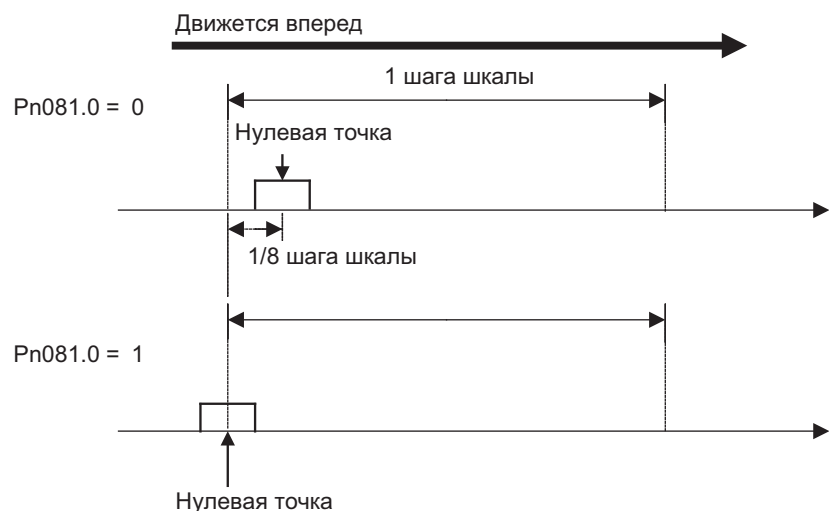 Движется вперед
1 шага шкалы
Pn081.0 = 0
Нулевая точка
1/8 шага шкалы
Pn081.0 = 1
Нулевая точка